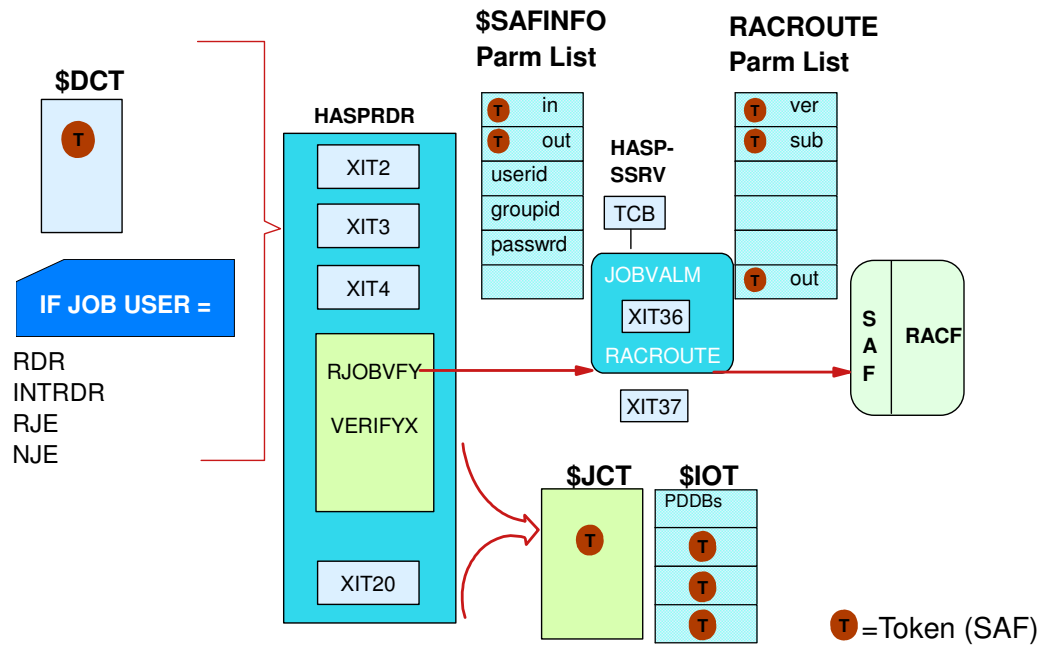 $SAFINFO
Parm List
RACROUTE
Parm List
$DCT
T
HASPRDR
XIT2
XIT3
XIT4
RJOBVFY
VERIFYX
XIT20
IF JOB USER =
RDR
INTRDR
RJE
NJE
T in
T out
userid
groupid
passwrd
HASP-
SSRV
TCB
JOBVALM
XIT36
RACROUTE
XIT37
T ver
T sub
T out
S
A
F
RACF
$JCT
T
$IOT
PDDBs
T
T
T
T =Token (SAF)